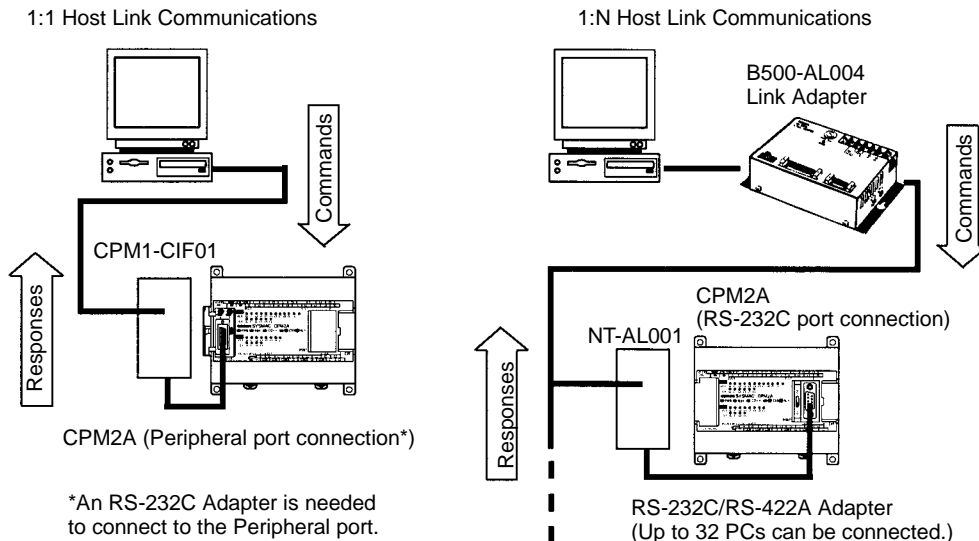 1:1 Host Link Communications
Commands
CPM1-CIF01
Responses
CPM2A (Peripheral port connection*)
*An RS-232C Adapter is needed
to connect to the Peripheral port.
1:N Host Link Communications
B500-AL004
Link Adapter
Commands
CPM2A
(RS-232C port connection)
NT-AL001
Responses
RS-232C/RS-422A Adapter
(Up to 32 PCs can be connected.)